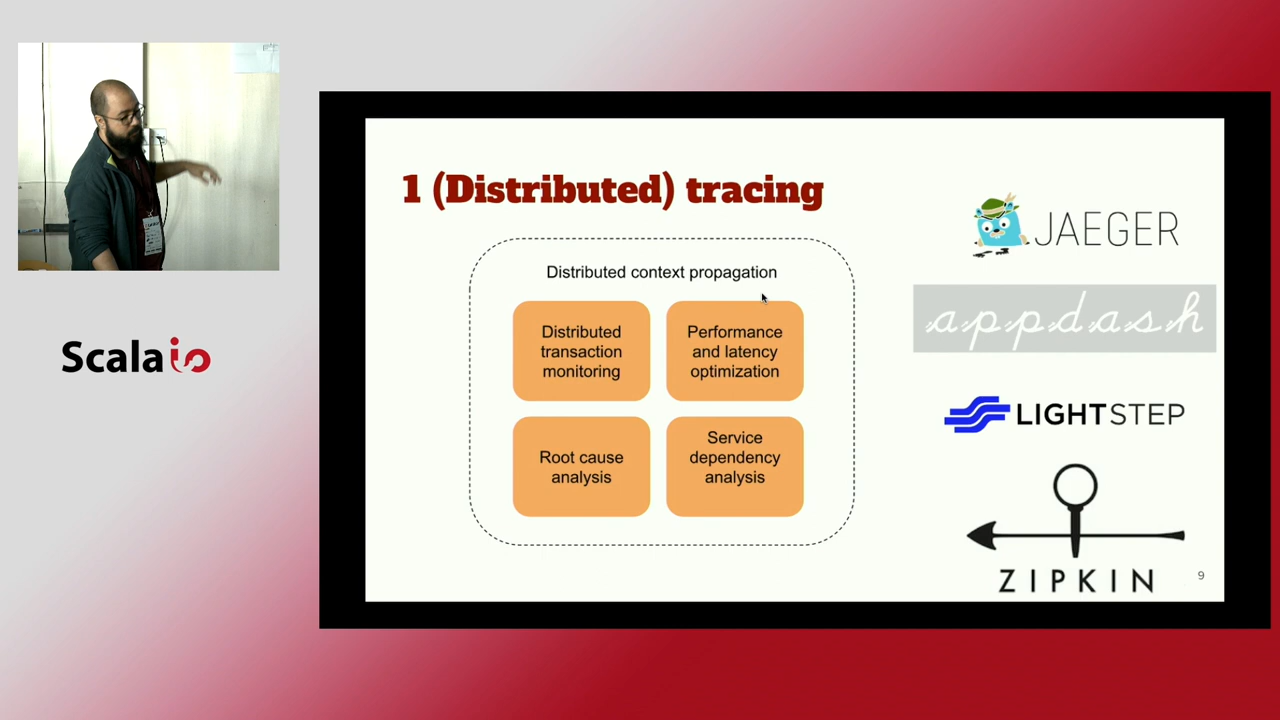 Scala io
1 (Distributed) tracing
Distributed context propagation
Distributed
transaction
monitoring
Performance
and latency
optimization
Root cause
analysis
Service
dependency
analysis
JAEGER
appdash
LIGHTSTEP
ZIPKIN
9